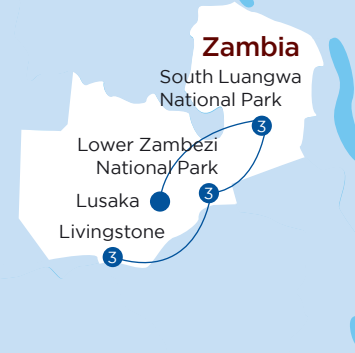 Zambia
South Luangwa
National Park
3
Lower Zambezi
National Park
3
Lusaka
Livingstone
3